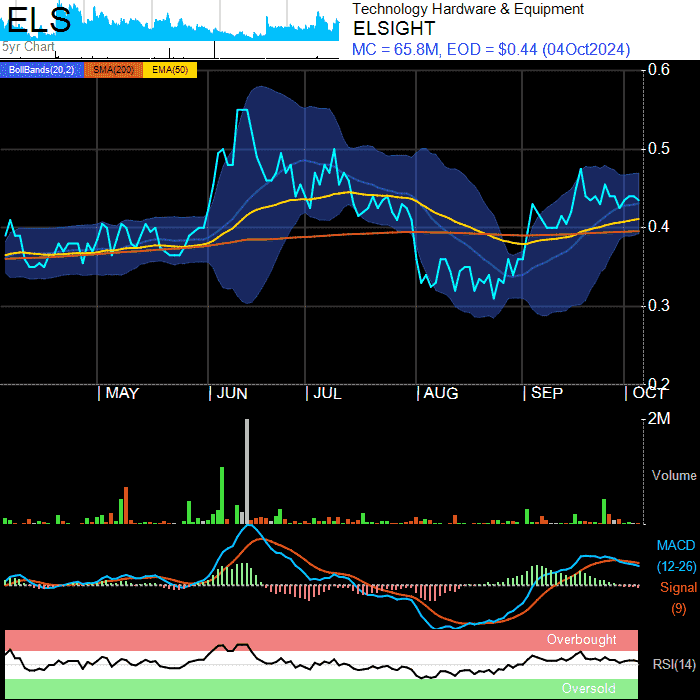 ELS
5yr Chart
Technology Hardware & Equipment
ELSIGHT
MC = 65.8M, EOD = $0.44 (04Oct2024)
BollBands(20,2) SMA(200) EMA(50)
0.6
0.5
0.4
0.3
0.2
MAY JUN JUL AUG SEP OCT
2M
Volume
MACD
(12-26)
Signal
(9)
Overbought
RSI(14)
Oversold